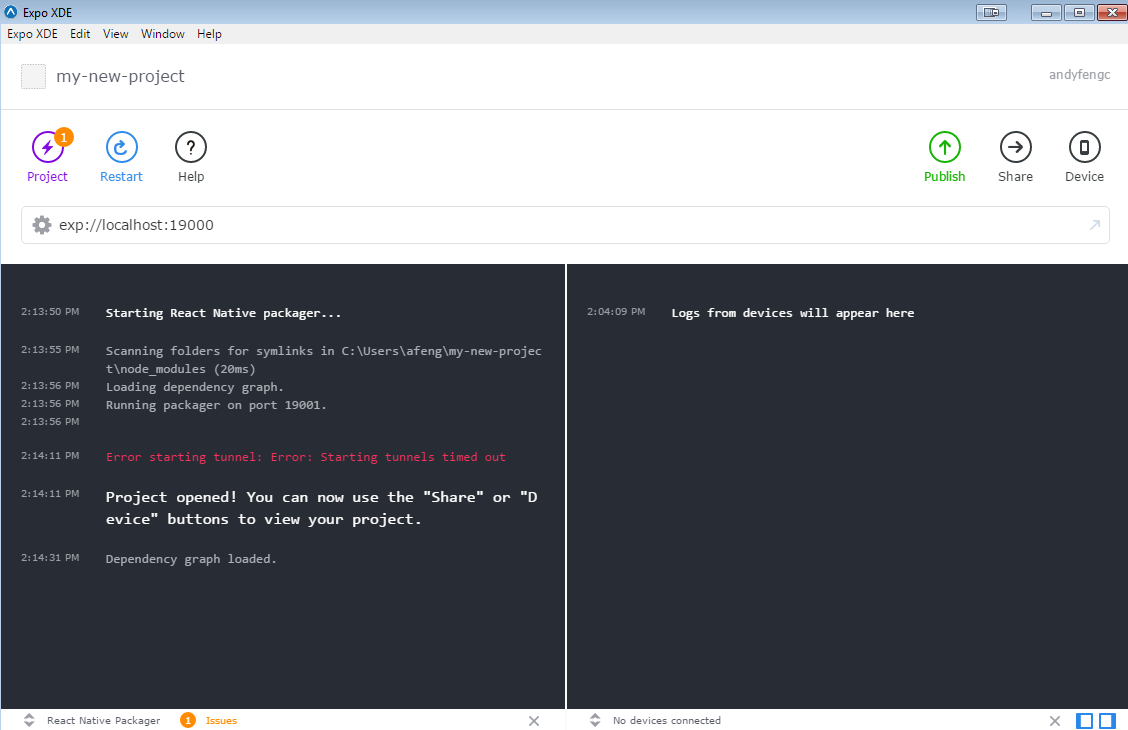 Expo XDE
Expo XDE Edit View Window Help
my-new-project
andyfengc
1
Project Restart Help Publish Share Device
exp://localhost:19000
2:13:50 PM Starting React Native packager...
2:13:55 PM Scanning folders for symlinks in C:\Users\afeng\my-new-projec
t\node_modules (20ms)
2:13:56 PM Loading dependency graph.
2:13:56 PM Running packager on port 19001.
2:13:56 PM
2:14:11 PM Error starting tunnel: Error: Starting tunnels timed out
2:14:11 PM Project opened! You can now use the "Share" or "D
evice" buttons to view your project.
2:14:31 PM Dependency graph loaded.
2:04:09 PM Logs from devices will appear here
React Native Packager 1 Issues
No devices connected